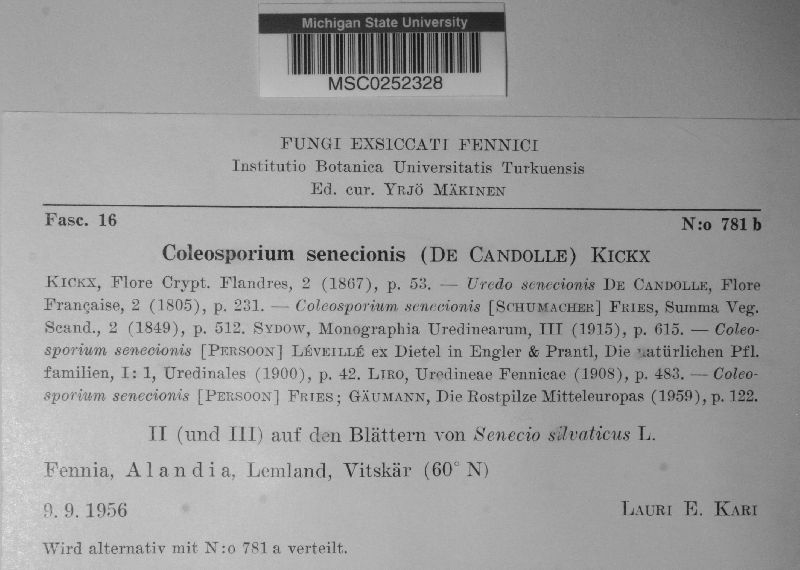 Michigan State University
MSC0252328
FUNGI EXSICCATI FENNICI
Institutio Botanica Universitatis Turkuensis
Ed. cur. YRJÖ MÄKINEN
Fasc. 16 N:o 781 b
Coleosporium senecionis (DE CANDOLLE) KICKX
KICKX, Flore Crypt. Flandres, 2 (1867), p. 53. — Uredo senecionis DE CANDOLLE, Flore
Française, 2 (1805), p. 231. — Coleosporium senecionis [SCHUMACHER] FRIES, Summa Veg.
Scand., 2 (1849), p. 512. SYDOW, Monographia Uredinearum, III (1915), p. 615. — Coleo-
sporium senecionis [PERSOON] LÉVEILLÉ ex Dietel in Engler & Prantl, Die natürlichen Pfl.
familien, I: 1, Uredinales (1900), p. 42. LIRO, Uredineae Fennicae (1908), p. 483. — Coleo-
sporium senecionis [PERSOON] FRIES; GÄUMANN, Die Rostpilze Mitteleuropas (1959), p. 122.
II (und III) auf den Blättern von Senecio silvaticus L.
Fennia, Alandia, Lemland, Vitskär (60° N)
9. 9. 1956 LAURI E. KARI
Wird alternativ mit N:o 781 a verteilt.